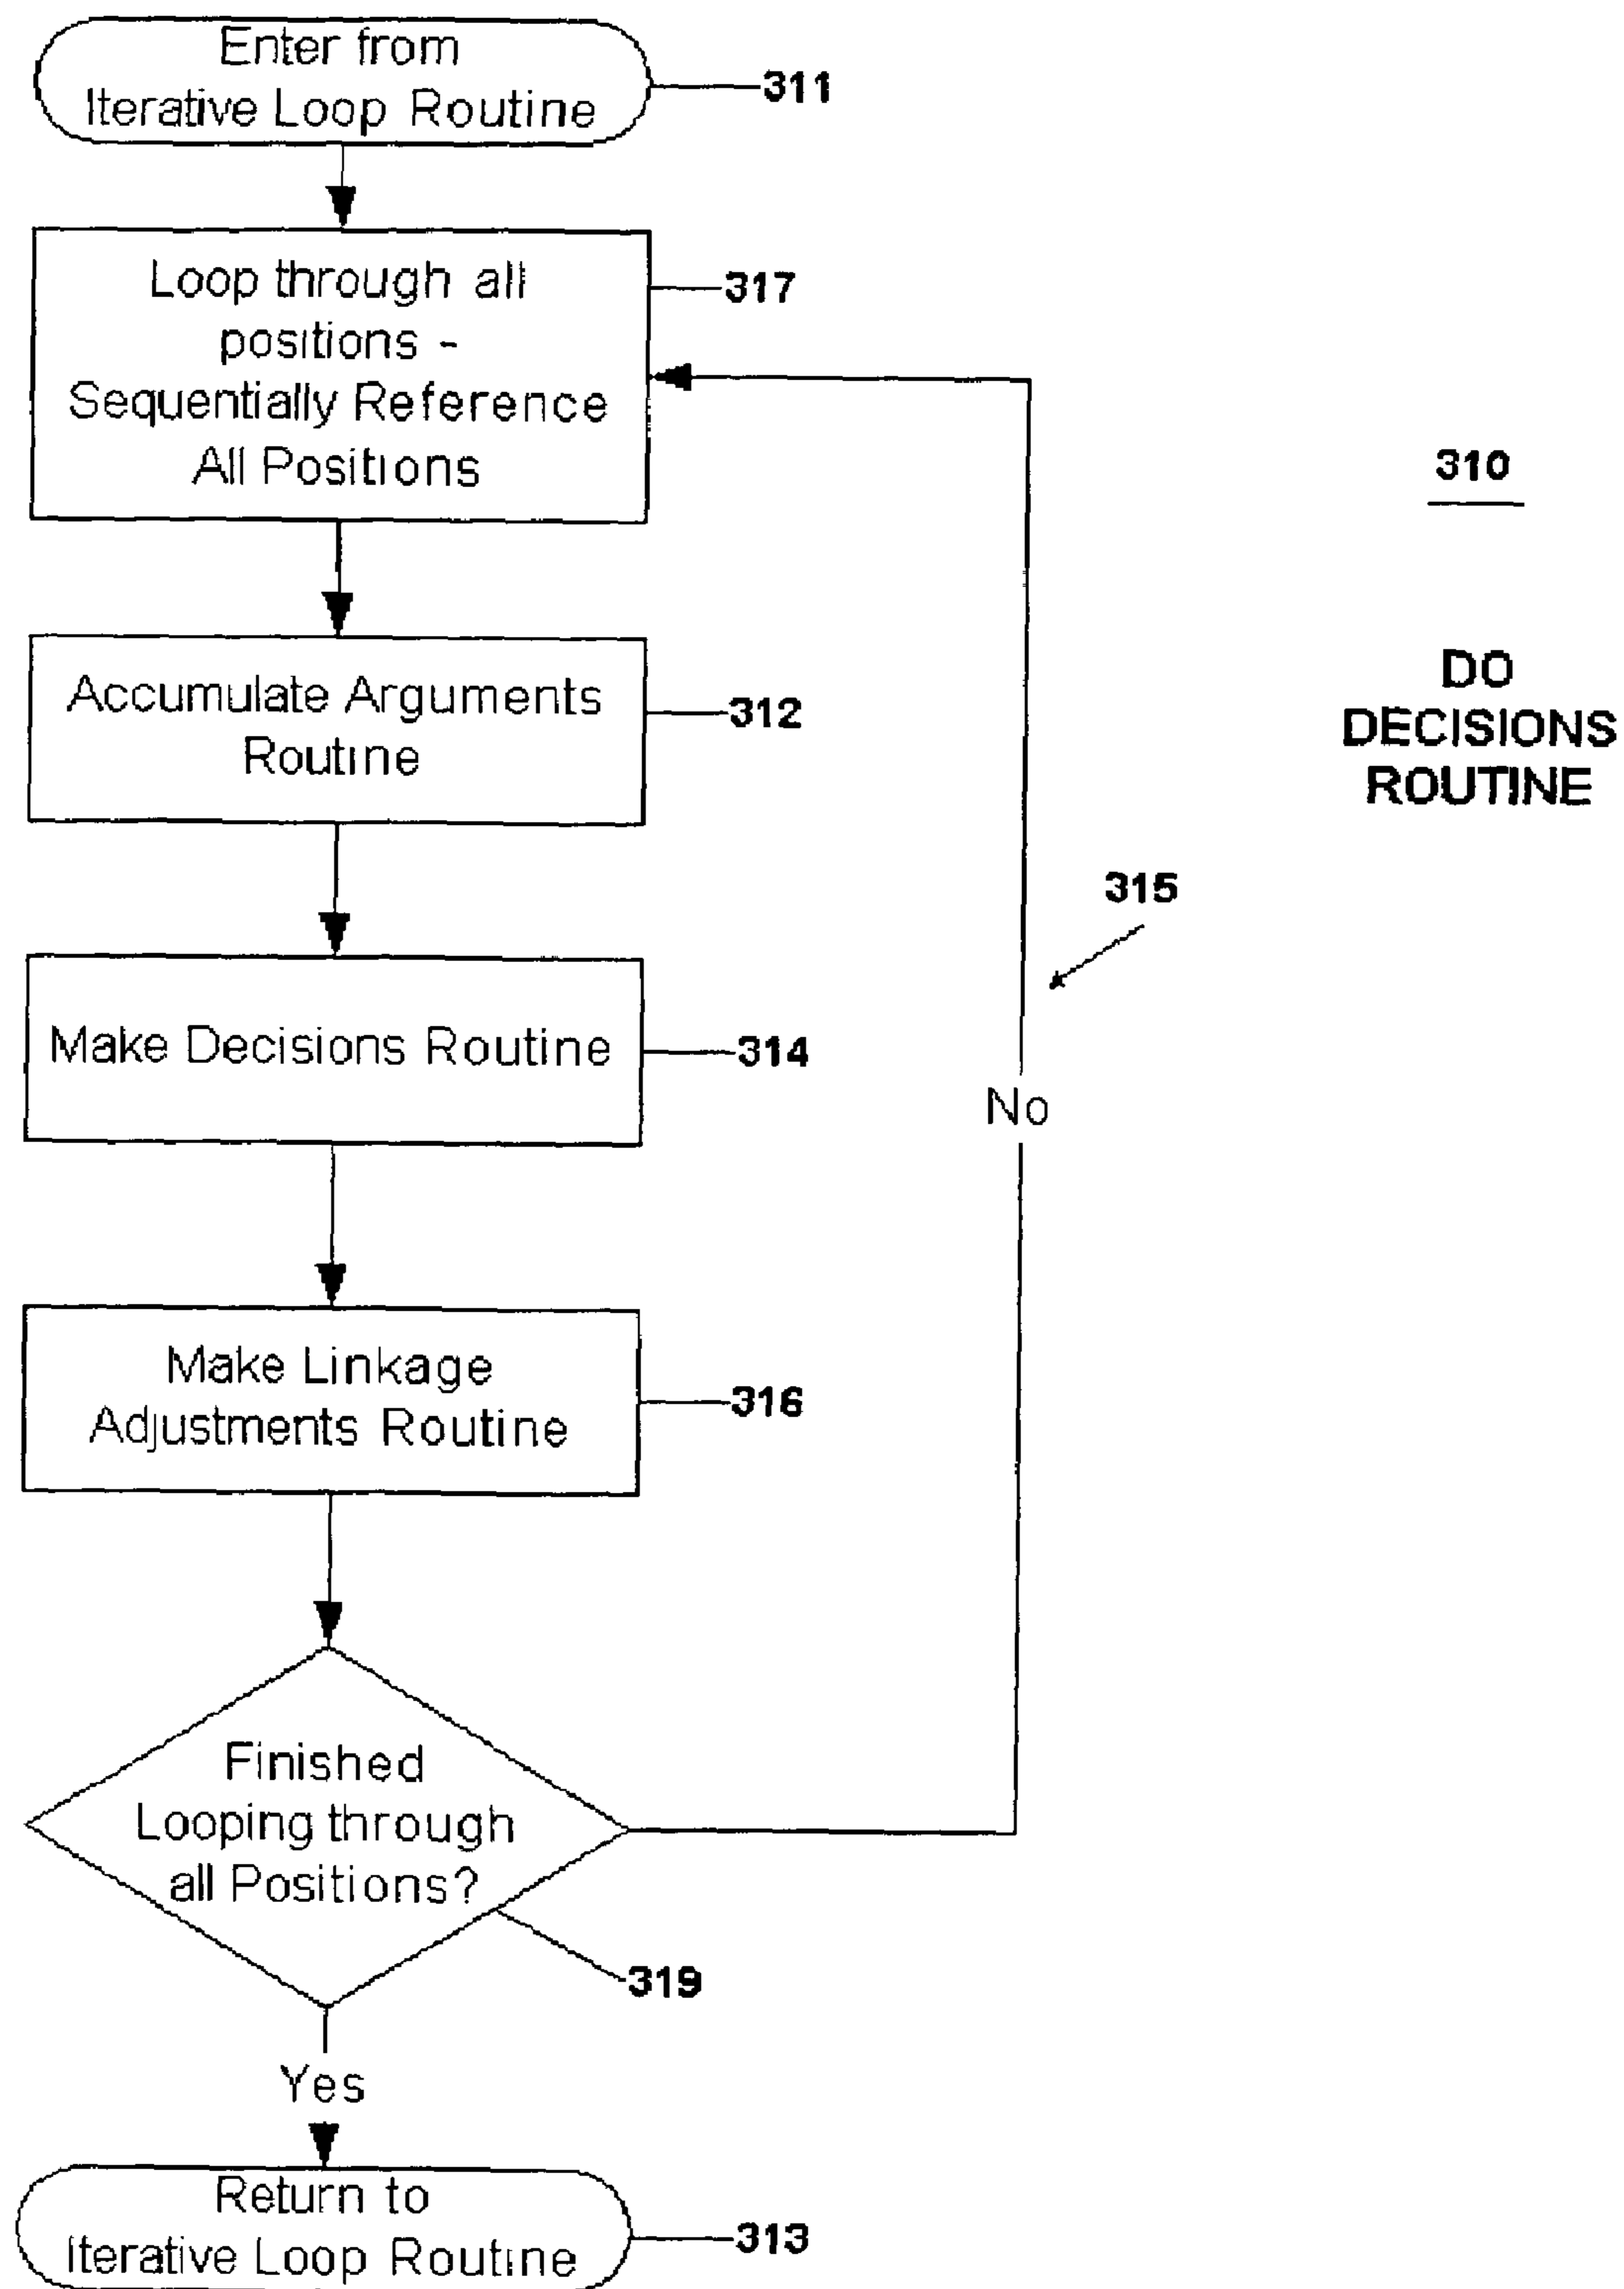 Enter from
Iterative Loop Routine
311
Loop through all
positions -
Sequentially Reference
All Positions
317
310
DO
DECISIONS
ROUTINE
Accumulate Arguments
Routine
312
315
Make Decisions Routine
314
No
Make Linkage
Adjustments Routine
316
Finished
Looping through
all Positions?
319
Yes
Return to
Iterative Loop Routine
313